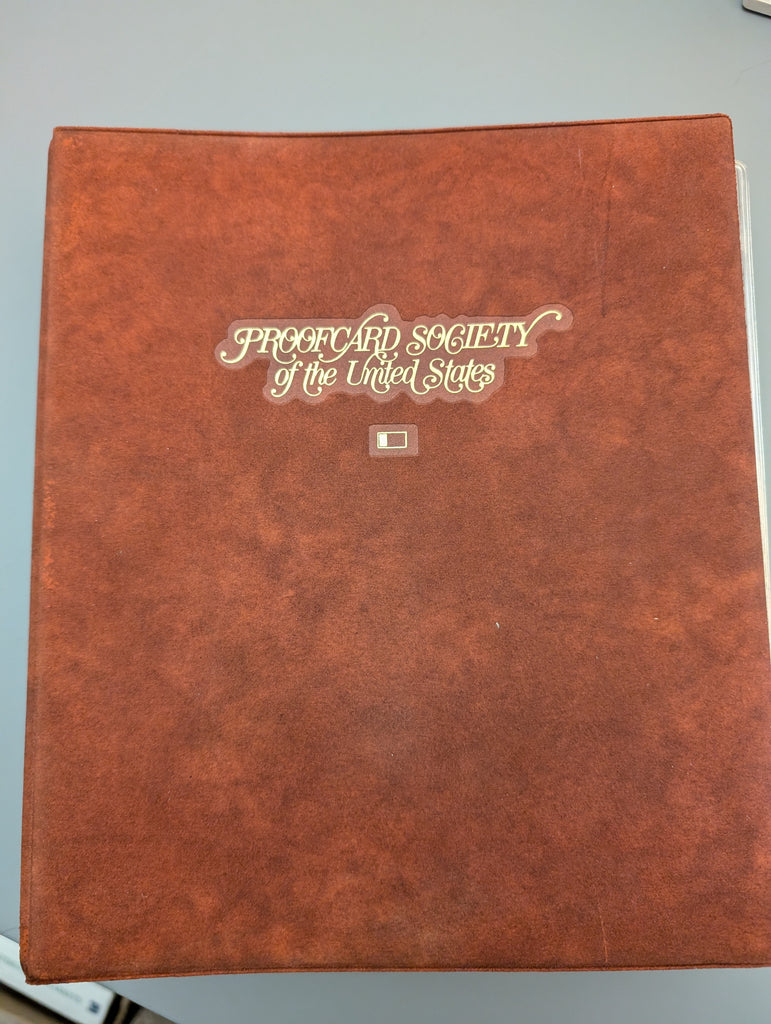 PROOFCARD SOCIETY
of the United States